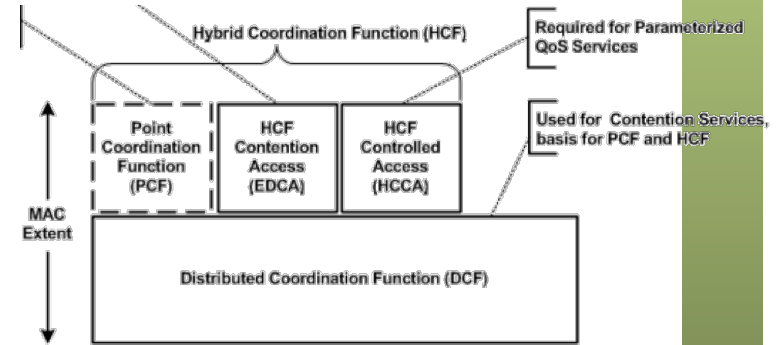 Hybrid Coordination Function (HCF)
Required for Parameterized
QoS Services
Used for Contention Services,
basis for PCF and HCF
Point
Coordination
Function
(PCF)
HCF
Contention
Access
(EDCA)
HCF
Controlled
Access
(HCCA)
MAC
Extent
Distributed Coordination Function (DCF)